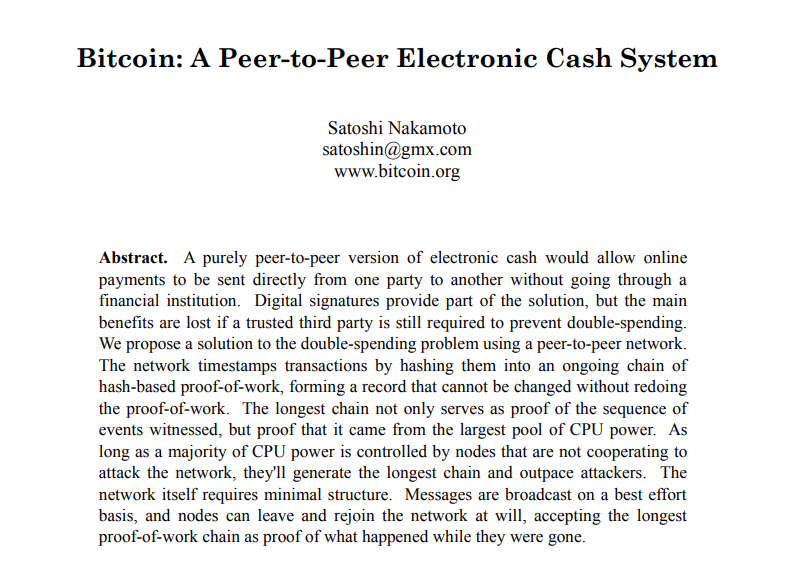 Bitcoin: A Peer-to-Peer Electronic Cash System
Satoshi Nakamoto
satoshin@gmx.com
www.bitcoin.org
Abstract. A purely peer-to-peer version of electronic cash would allow online
payments to be sent directly from one party to another without going through a
financial institution. Digital signatures provide part of the solution, but the main
benefits are lost if a trusted third party is still required to prevent double-spending.
We propose a solution to the double-spending problem using a peer-to-peer network.
The network timestamps transactions by hashing them into an ongoing chain of
hash-based proof-of-work, forming a record that cannot be changed without redoing
the proof-of-work. The longest chain not only serves as proof of the sequence of
events witnessed, but proof that it came from the largest pool of CPU power. As
long as a majority of CPU power is controlled by nodes that are not cooperating to
attack the network, they'll generate the longest chain and outpace attackers. The
network itself requires minimal structure. Messages are broadcast on a best effort
basis, and nodes can leave and rejoin the network at will, accepting the longest
proof-of-work chain as proof of what happened while they were gone.